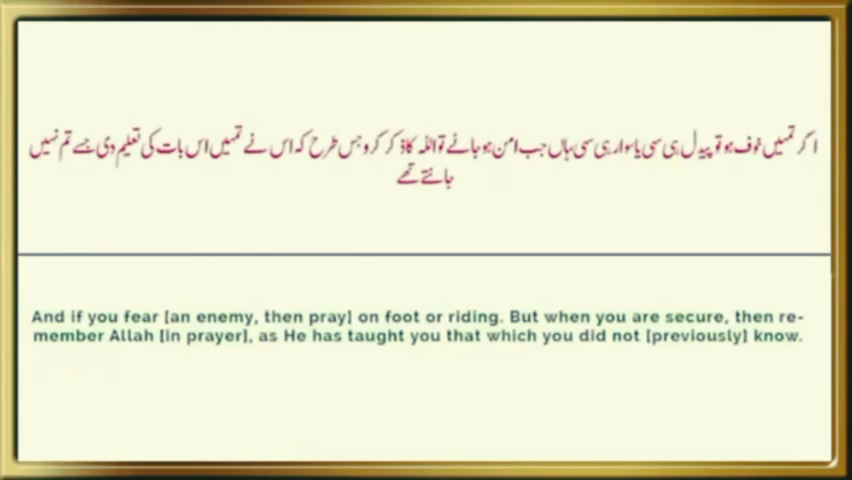 اگر تمہیں خوف ہو تو پیدل ہی سی یا سوار ہی سی ہاں جب امن ہو جائے تو اللہ کا ذکر کرو جس طرح کہ اس نے تمہیں اس بات کی تعلیم دی جسے تم نہیں
جانتے تھے
And if you fear [an enemy, then pray] on foot or riding. But when you are secure, then re-
member Allah [in prayer], as He has taught you that which you did not [previously] know.